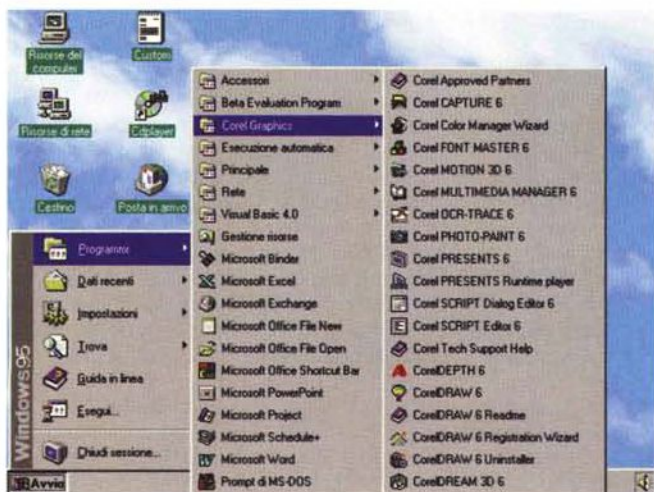 Risorse del
computer
Custom
Risorse di rete
Cdplayer
Cestino
Posta in arrivo
Windows95
Programmi
Dati recenti
Impostazioni
Trova
Guida in linea
Esegui...
Chiudi sessione...
Avvio
Accessori
Beta Evaluation Program
Corel Graphics
Esecuzione automatica
Principale
Rete
Visual Basic 4.0
Gestione risorse
Microsoft Binder
Microsoft Excel
Microsoft Exchange
Microsoft Office File New
Microsoft Office File Open
Microsoft Office Shortcut Bar
Microsoft PowerPoint
Microsoft Project
Microsoft Schedule+
Microsoft Word
Prompt di MS-DOS
Corel Approved Partners
Corel CAPTURE 6
Corel Color Manager Wizard
Corel FONT MASTER 6
Corel MOTION 3D 6
Corel MULTIMEDIA MANAGER 6
Corel OCR-TRACE 6
Corel PHOTO-PAINT 6
Corel PRESENTS 6
Corel PRESENTS Runtime player
Corel SCRIPT Dialog Editor 6
Corel SCRIPT Editor 6
Corel Tech Support Help
CorelDEPTH 6
CorelDRAW 6
CorelDRAW 6 Readme
CorelDRAW 6 Registration Wizard
CorelDRAW 6 Uninstaller
CorelDREAM 3D 6